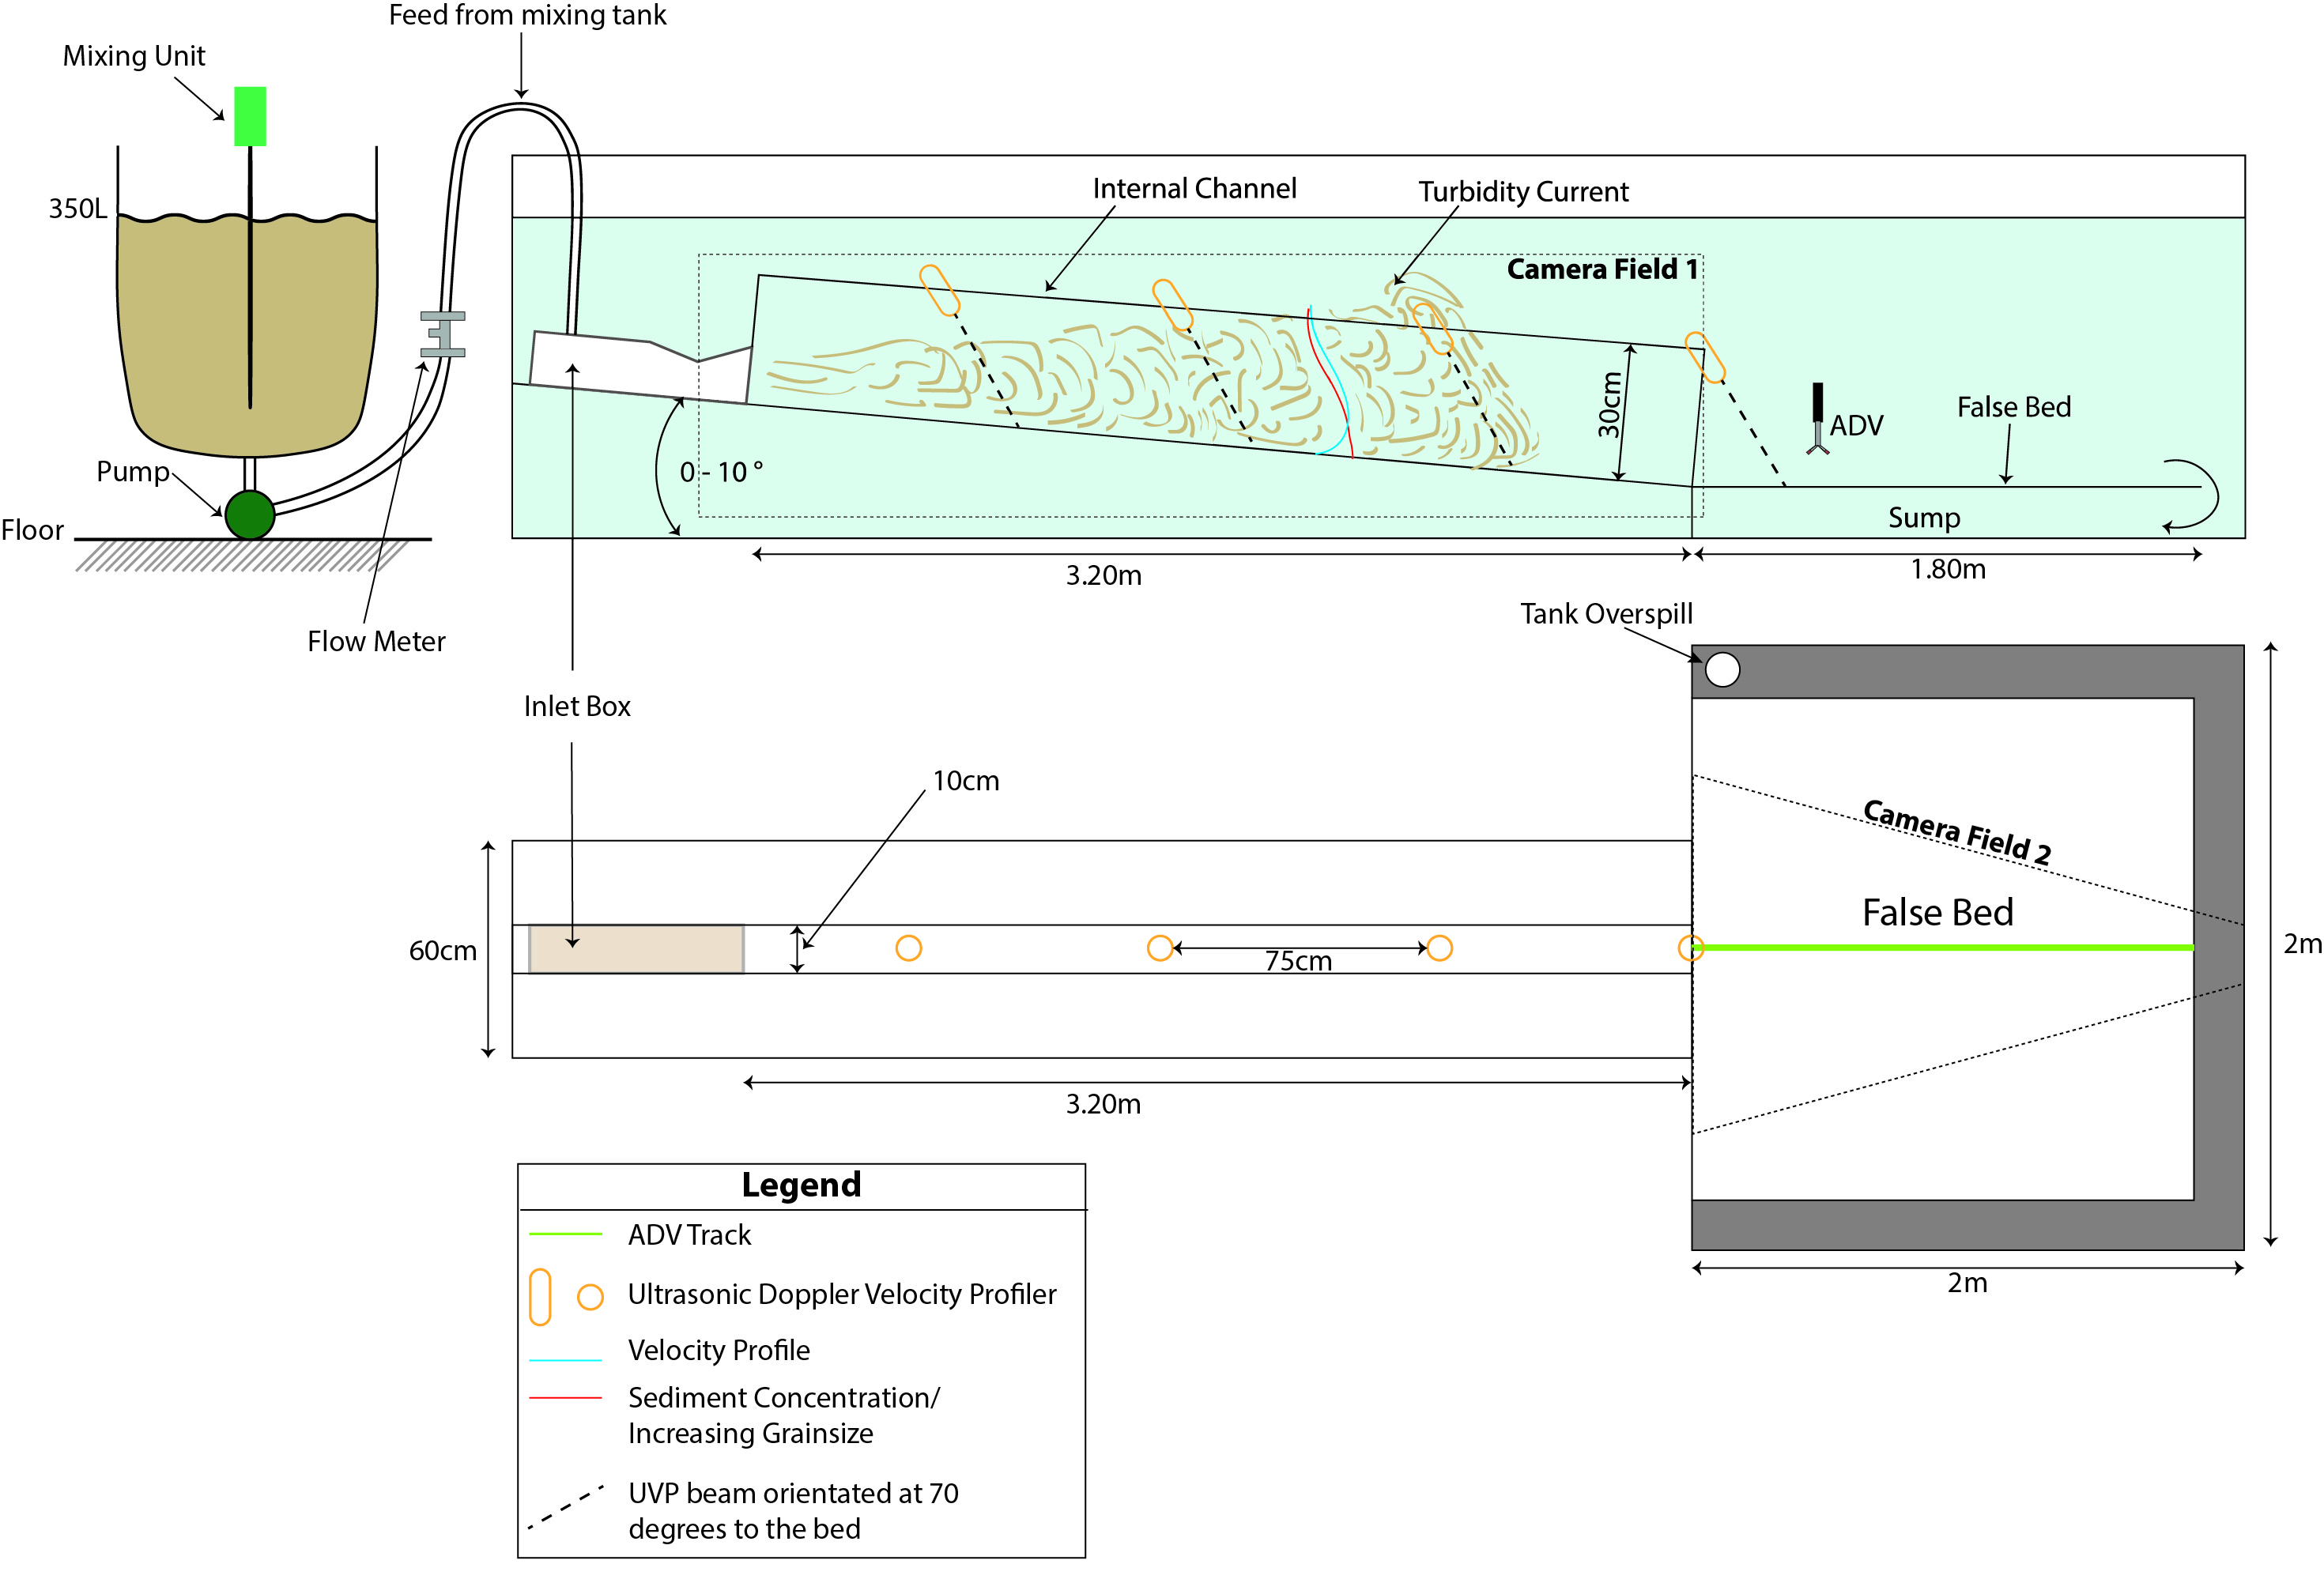 Feed from mixing tank
Mixing Unit
350L
Pump
Floor
Flow Meter
Internal Channel
Turbidity Current
Camera Field 1
30cm
ADV
False Bed
0 - 10 °
Sump
3.20m
1.80m
Tank Overspill
Inlet Box
10cm
Camera Field 2
False Bed
60cm
75cm
2m
3.20m
2m
Legend
ADV Track
Ultrasonic Doppler Velocity Profiler
Velocity Profile
Sediment Concentration/
Increasing Grainsize
UVP beam orientated at 70
degrees to the bed